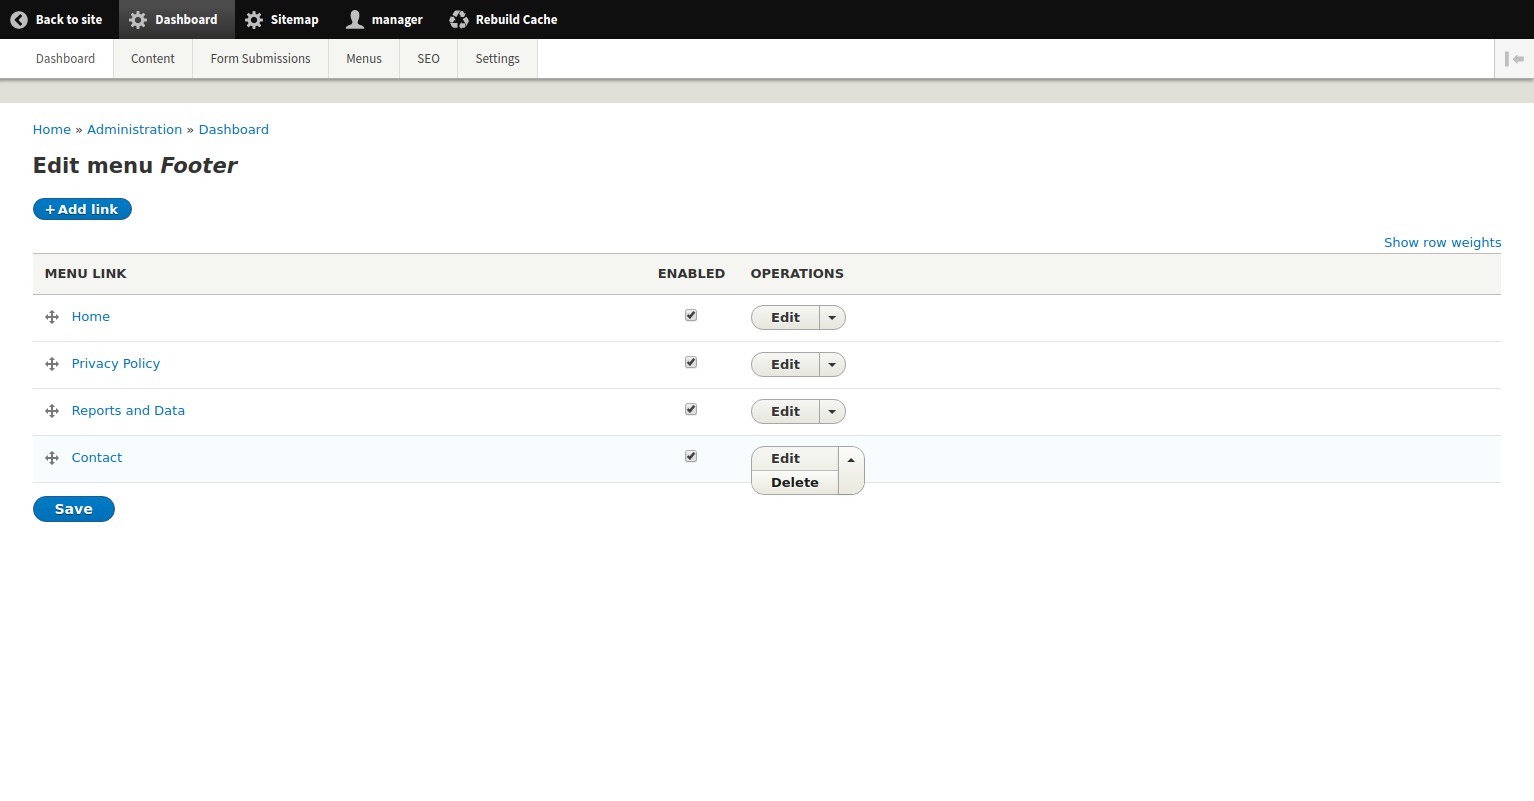 Back to site Dashboard Sitemap manager Rebuild Cache
Dashboard Content Form Submissions Menus SEO Settings
Home » Administration » Dashboard
Edit menu Footer
+ Add link
Show row weights
MENU LINK ENABLED OPERATIONS
Home Edit
Privacy Policy Edit
Reports and Data Edit
Contact Edit
Delete
Save